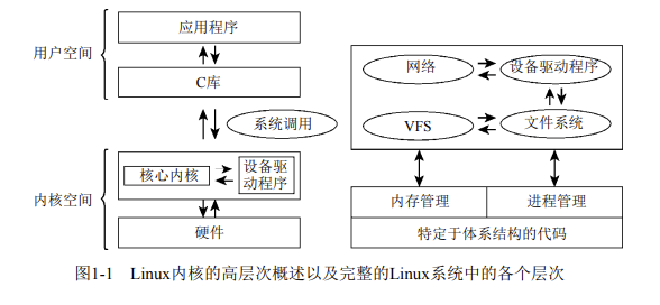 用户空间
应用程序
C库
系统调用
内核空间
核心内核
设备驱
动程序
硬件
网络
设备驱动程序
VFS
文件系统
内存管理
进程管理
特定于体系结构的代码
图1-1 Linux内核的高层次概述以及完整的Linux系统中的各个层次